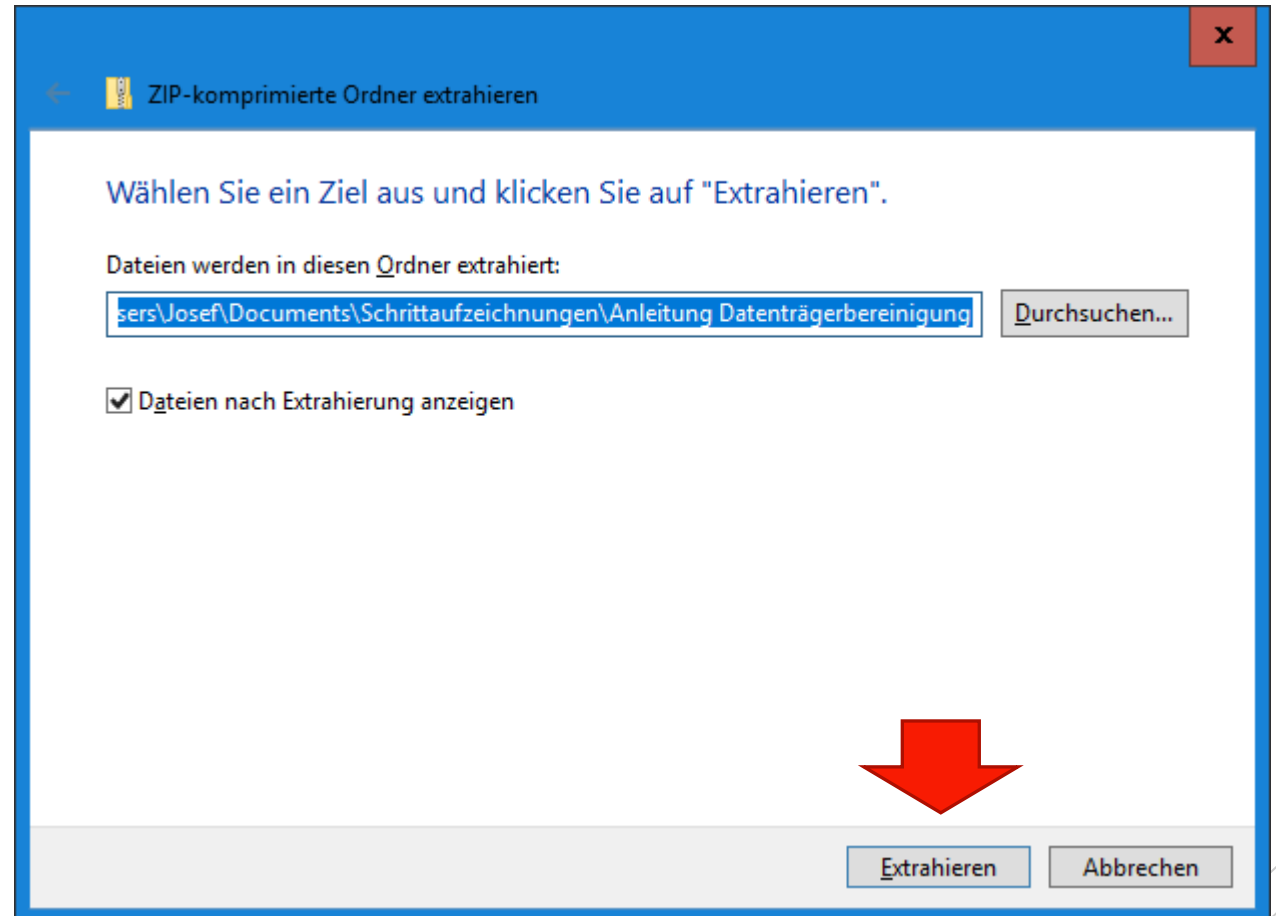 x
ZIP-komprimierte Ordner extrahieren
Wählen Sie ein Ziel aus und klicken Sie auf "Extrahieren".
Dateien werden in diesen Ordner extrahiert:
sers\Josef\Documents\Schrittaufzeichnungen\Anleitung Datenträgerbereinigung
Durchsuchen...
Dateien nach Extrahierung anzeigen
Extrahieren
Abbrechen